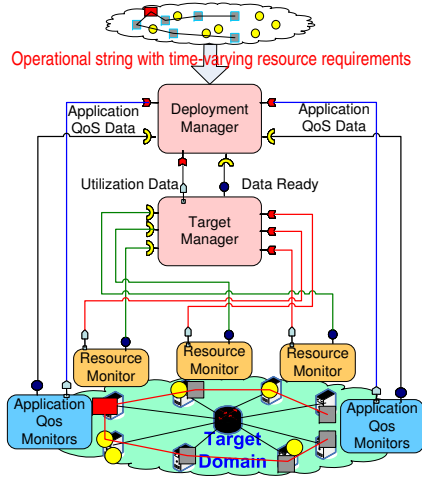 Operational string with time-varying resource requirements
Application
QoS Data
Deployment
Manager
Application
QoS Data
Utilization Data
Data Ready
Target
Manager
Resource
Monitor
Resource
Monitor
Resource
Monitor
Application
Qos
Monitors
Target
Domain
Application
Qos
Monitors